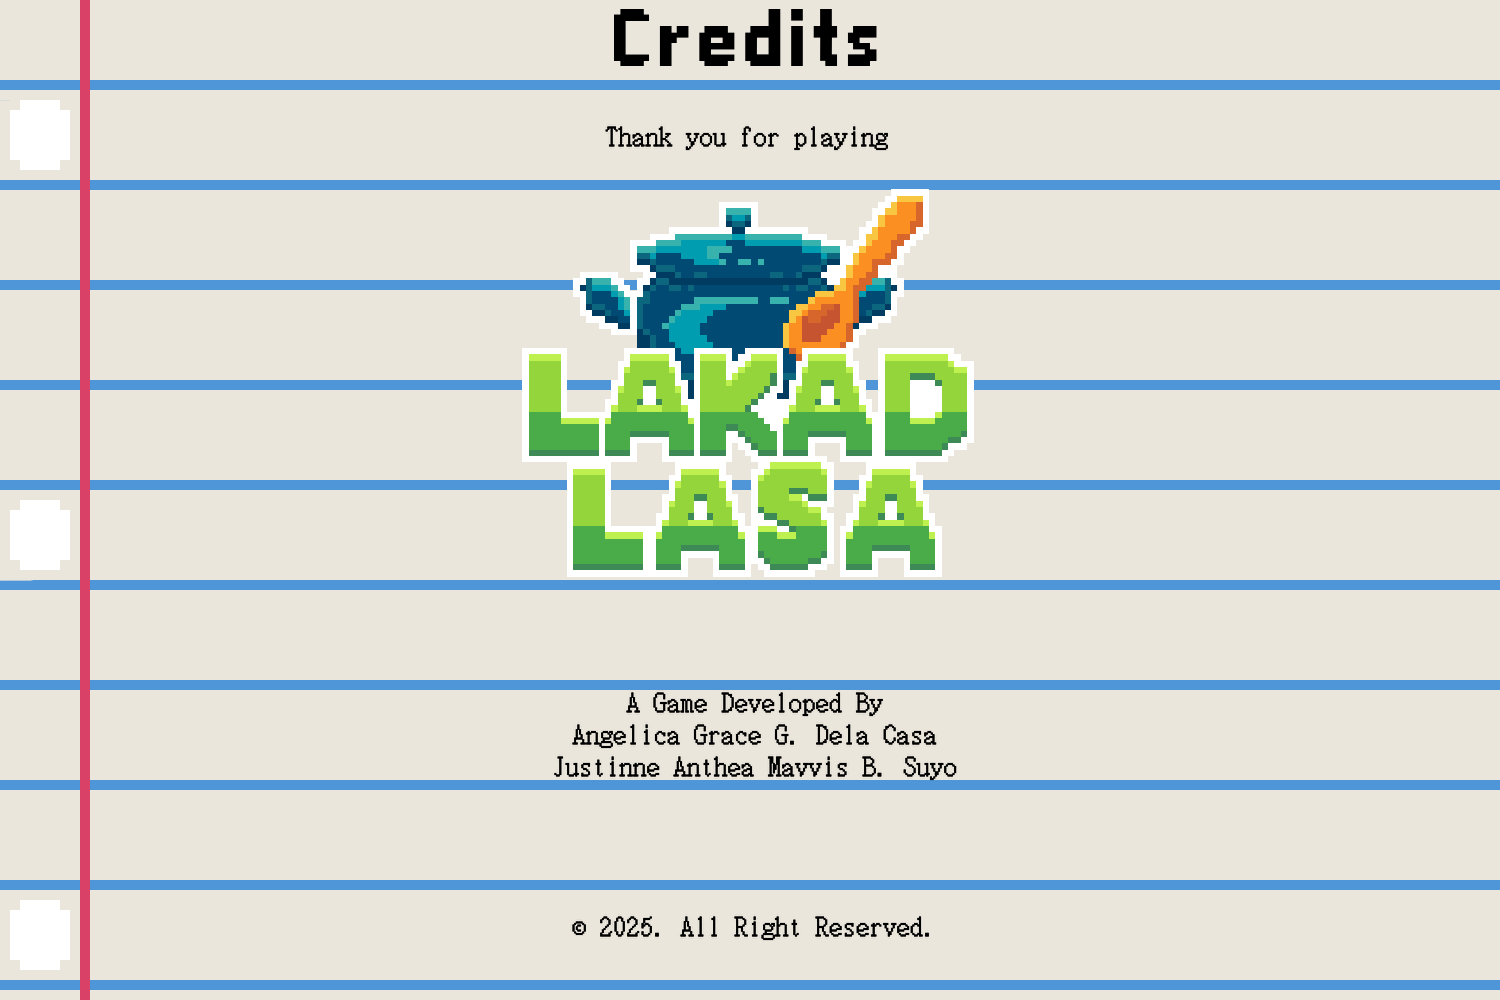 Credits
Thank you for playing
LAKAD
LASA
A Game Developed By
Angelica Grace G. Dela Casa
Justinne Anthea Mavvis B. Suyo
© 2025. All Right Reserved.